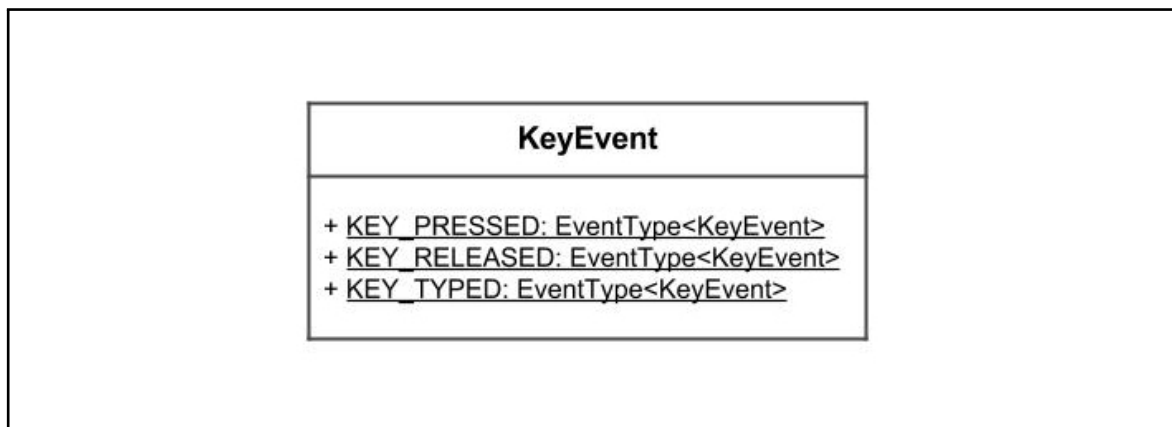 KeyEvent
+ KEY_PRESSED: EventType<KeyEvent>
+ KEY_RELEASED: EventType<KeyEvent>
+ KEY_TYPED: EventType<KeyEvent>